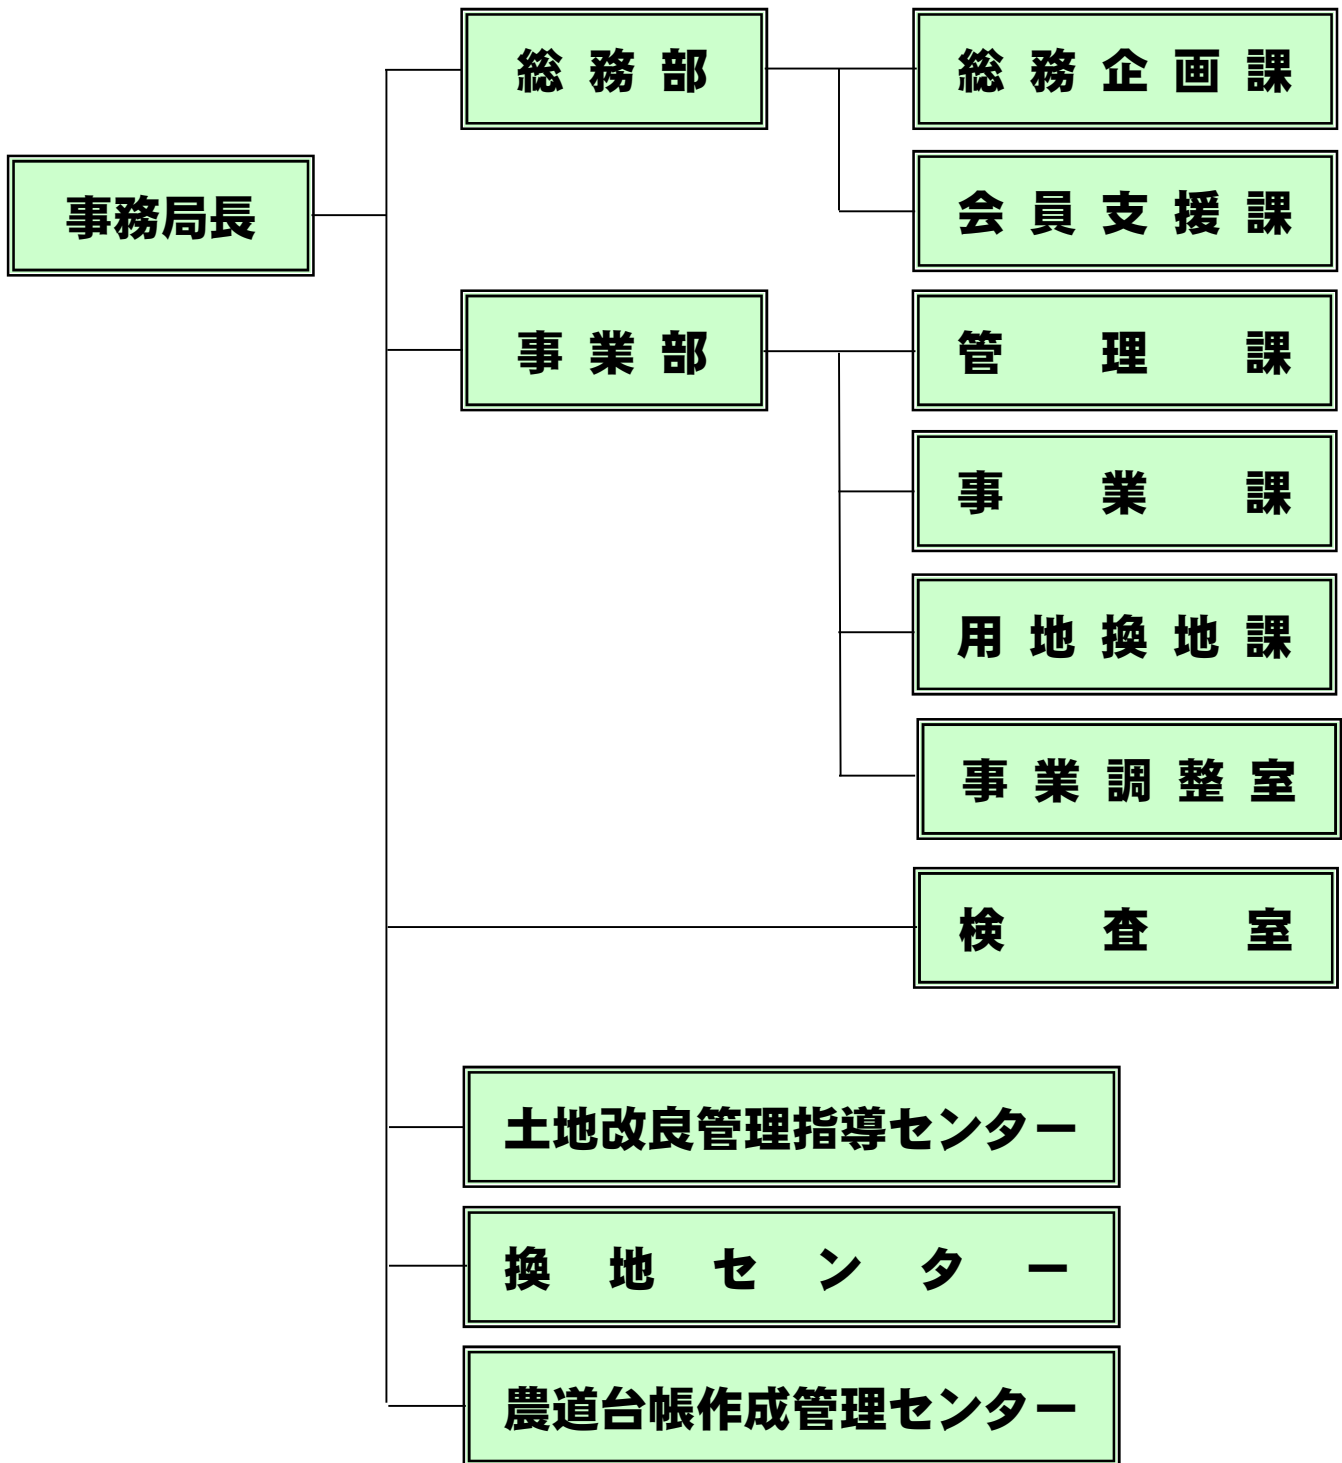 総務部
総務企画課
会員支援課
事務局長
事業部
管理課
事業課
用地換地課
事業調整室
検査室
土地改良管理指導センター
換地センター
農道台帳作成管理センター